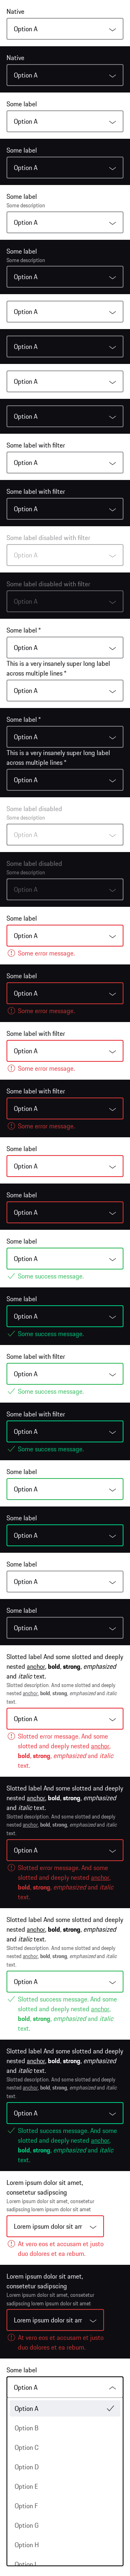 Native
Option A
Native
Option A
Some label
Option A
Some label
Option A
Some label
Some description
Option A
Some label
Some description
Option A
Option A
Option A
Option A
Option A
Some label with filter
Option A
Some label with filter
Option A
Some label disabled with filter
Option A
Some label disabled with filter
Option A
Some label *
Option A
This is a very insanely super long label
across multiple lines *
Option A
Some label *
Option A
This is a very insanely super long label
across multiple lines *
Option A
Some label disabled
Some description
Option A
Some label disabled
Some description
Option A
Some label
Option A
Some error message.
Some label
Option A
Some error message.
Some label with filter
Option A
Some error message.
Some label with filter
Option A
Some error message.
Some label
Option A
Some label
Option A
Some label
Option A
Some success message.
Some label
Option A
Some success message.
Some label with filter
Option A
Some success message.
Some label with filter
Option A
Some success message.
Some label
Option A
Some label
Option A
Some label
Option A
Some label
Option A
Slotted label And some slotted and deeply
nested anchor, bold, strong, emphasized
and italic text.
Slotted description. And some slotted and deeply
nested anchor, bold, strong, emphasized and italic
text.
Option A
Slotted error message. And some
slotted and deeply nested anchor,
bold, strong, emphasized and italic
text.
Slotted label And some slotted and deeply
nested anchor, bold, strong, emphasized
and italic text.
Slotted description. And some slotted and deeply
nested anchor, bold, strong, emphasized and italic
text.
Option A
Slotted error message. And some
slotted and deeply nested anchor,
bold, strong, emphasized and italic
text.
Slotted label And some slotted and deeply
nested anchor, bold, strong, emphasized
and italic text.
Slotted description. And some slotted and deeply
nested anchor, bold, strong, emphasized and italic
text.
Option A
Slotted success message. And some
slotted and deeply nested anchor,
bold, strong, emphasized and italic
text.
Slotted label And some slotted and deeply
nested anchor, bold, strong, emphasized
and italic text.
Slotted description. And some slotted and deeply
nested anchor, bold, strong, emphasized and italic
text.
Option A
Slotted success message. And some
slotted and deeply nested anchor,
bold, strong, emphasized and italic
text.
Lorem ipsum dolor sit amet,
consetetur sadipscing
Lorem ipsum dolor sit amet, consetetur
sadipscing lorem ipsum dolor sit amet
Lorem ipsum dolor sit am
At vero eos et accusam et justo
duo dolores et ea rebum.
Lorem ipsum dolor sit amet,
consetetur sadipscing
Lorem ipsum dolor sit amet, consetetur
sadipscing lorem ipsum dolor sit amet
Lorem ipsum dolor sit am
At vero eos et accusam et justo
duo dolores et ea rebum.
Some label
Option A
Option A
Option B
Option C
Option D
Option E
Option F
Option G
Option H
Option I